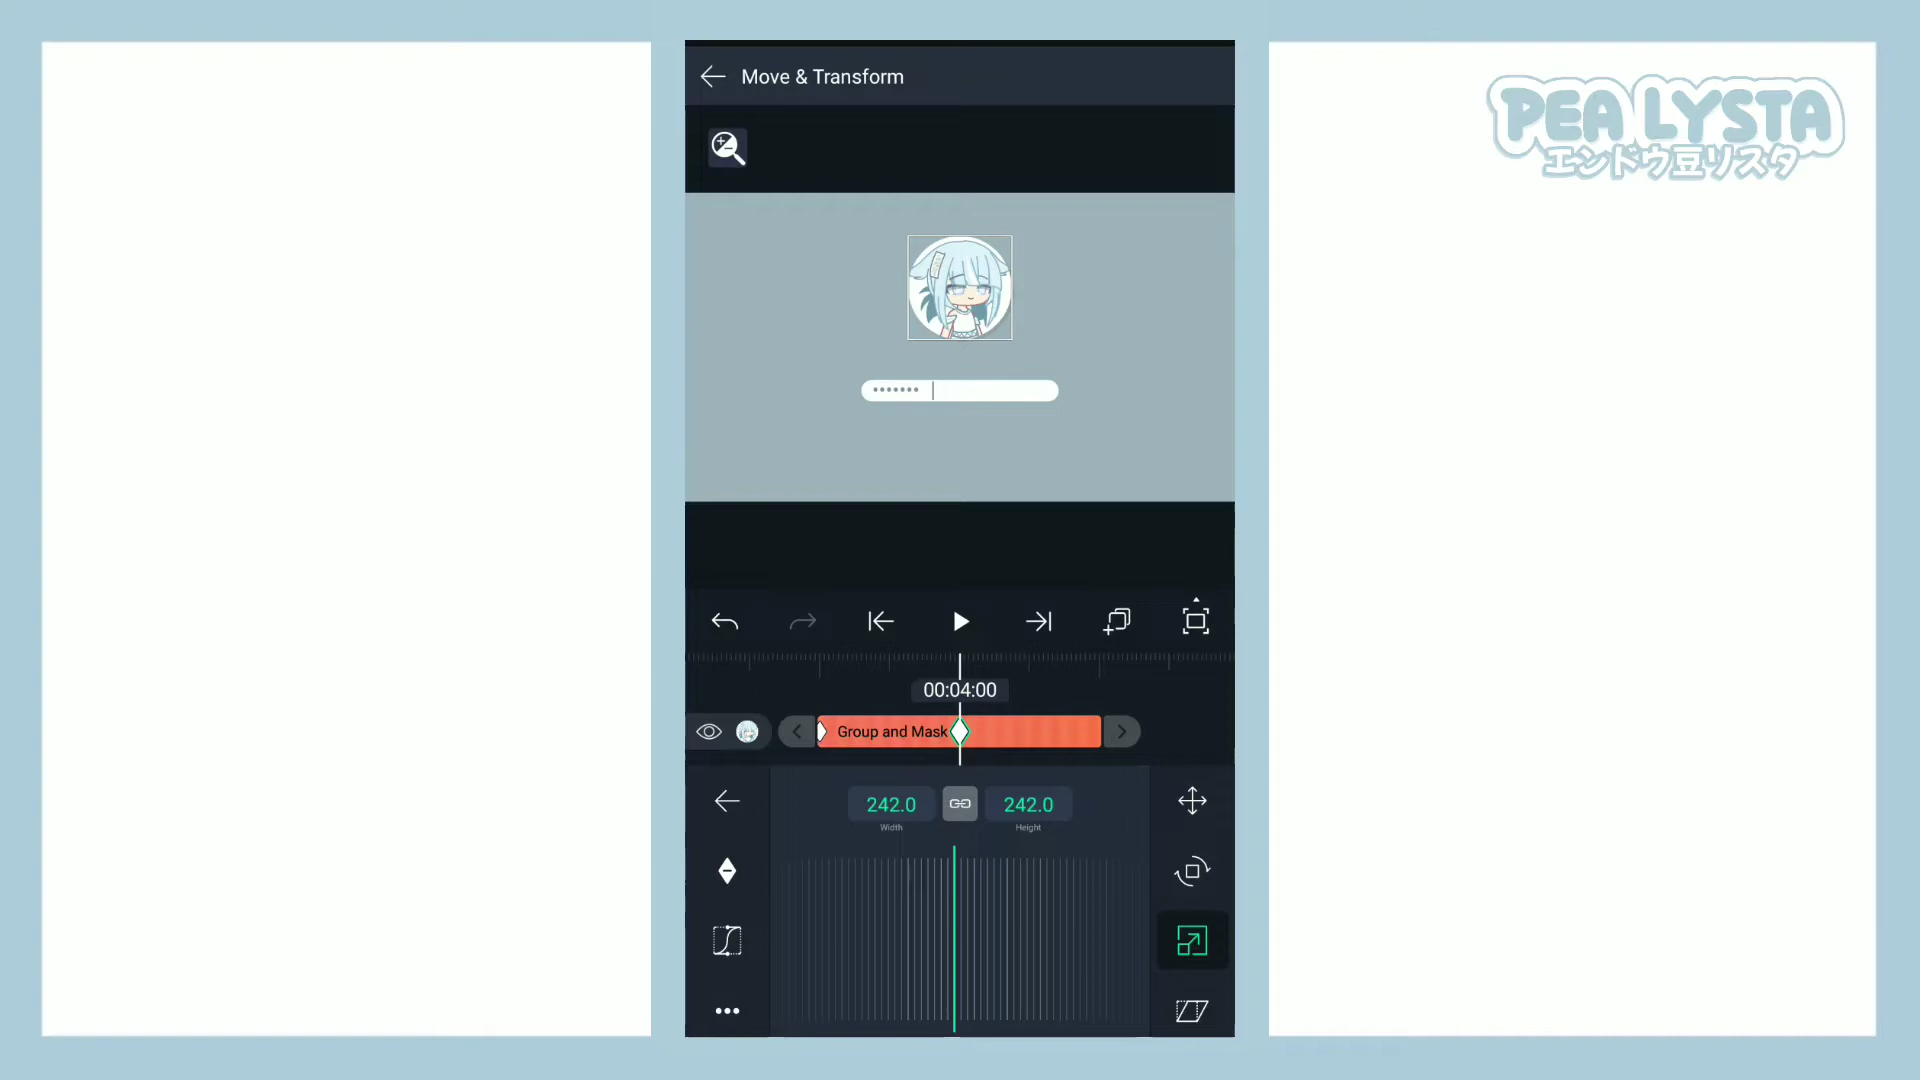 Move & Transform
PEA LYSTA
エンドウ豆リスタ
•••••••
00:04:00
Group and Mask
242.0 242.0
Width Height